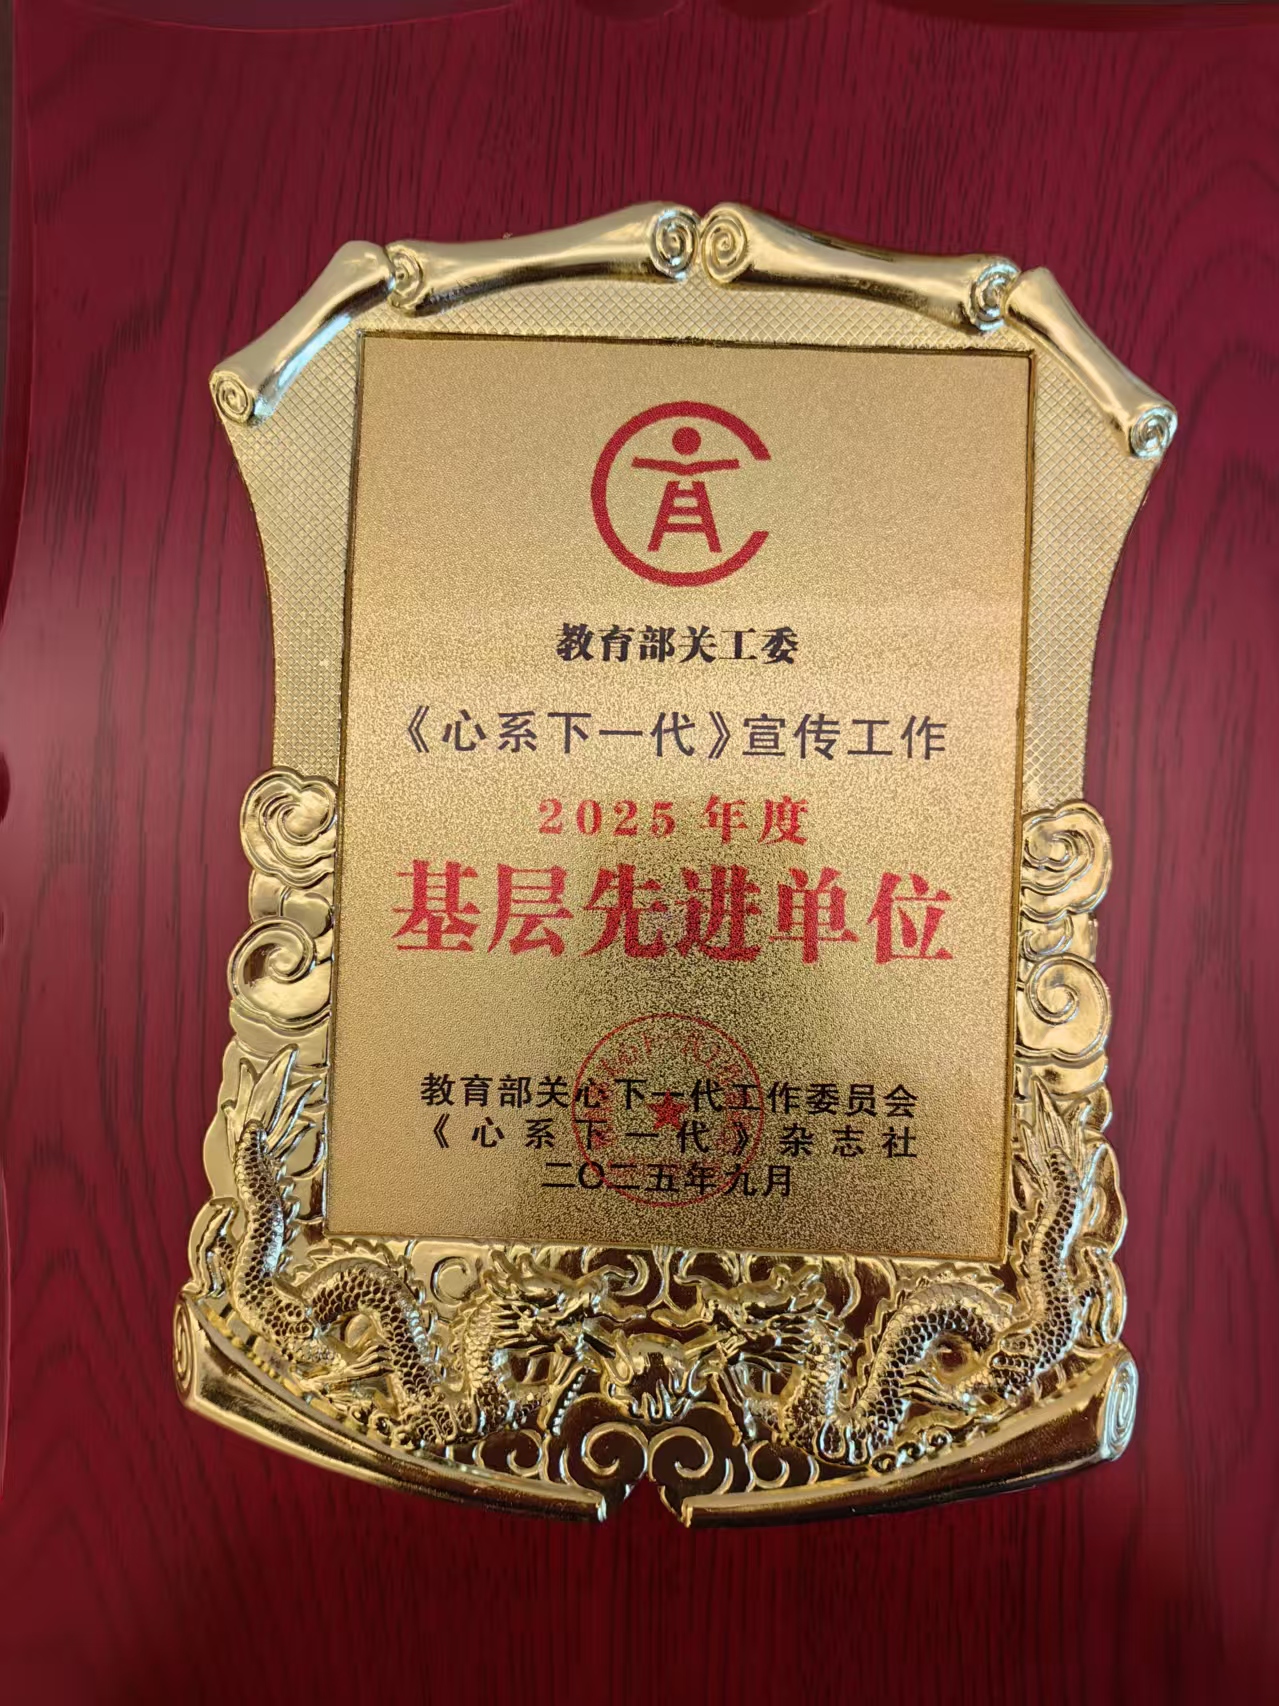 教育部关工委
《心系下一代》宣传工作
2025年度
基层先进单位
教育部关心下一代工作委员会
《心系下一代》杂志社
二〇二五年九月